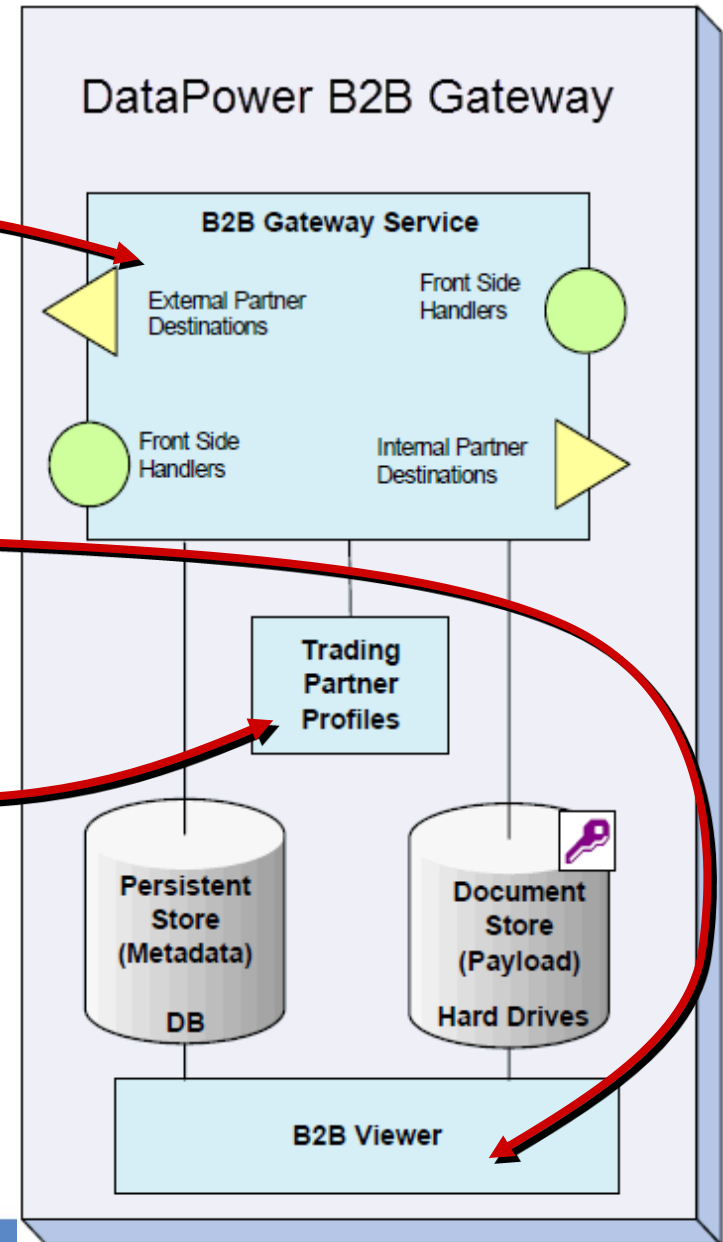 DataPower B2B Gateway
B2B Gateway Service
External Partner
Destinations
Front Side
Handlers
Front Side
Handlers
Internal Partner
Destinations
Trading
Partner
Profiles
Persistent
Store
(Metadata)
DB
Document
Store
(Payload)
Hard Drives
B2B Viewer